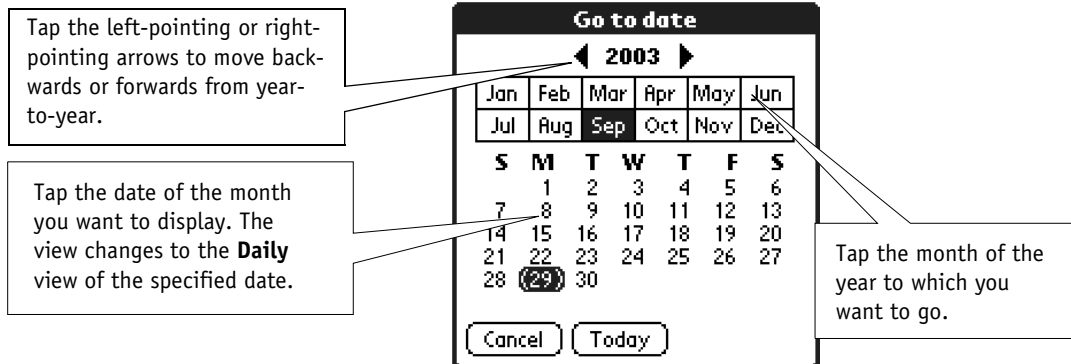 Tap the left-pointing or right-
pointing arrows to move back-
wards or forwards from year-
to-year.
Tap the date of the month
you want to display. The
view changes to the Daily
view of the specified date.
Go to date
2003
Jan Feb Mar Apr May Jun
Jul Aug Sep Oct Nov Dec
S M T W T F S
1 2 3 4 5 6
7 8 9 10 11 12 13
14 15 16 17 18 19 20
21 22 23 24 25 26 27
28 (29) 30
Cancel Today
Tap the month of the
year to which you
want to go.